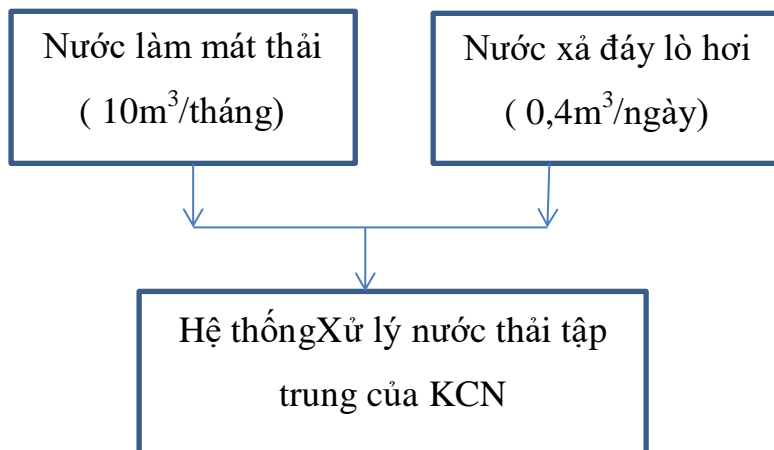 Nước làm mát thải
( 10m³/tháng)
Nước xả đáy lò hơi
( 0,4m³/ngày)
Hệ thốngXử lý nước thải tập
trung của KCN